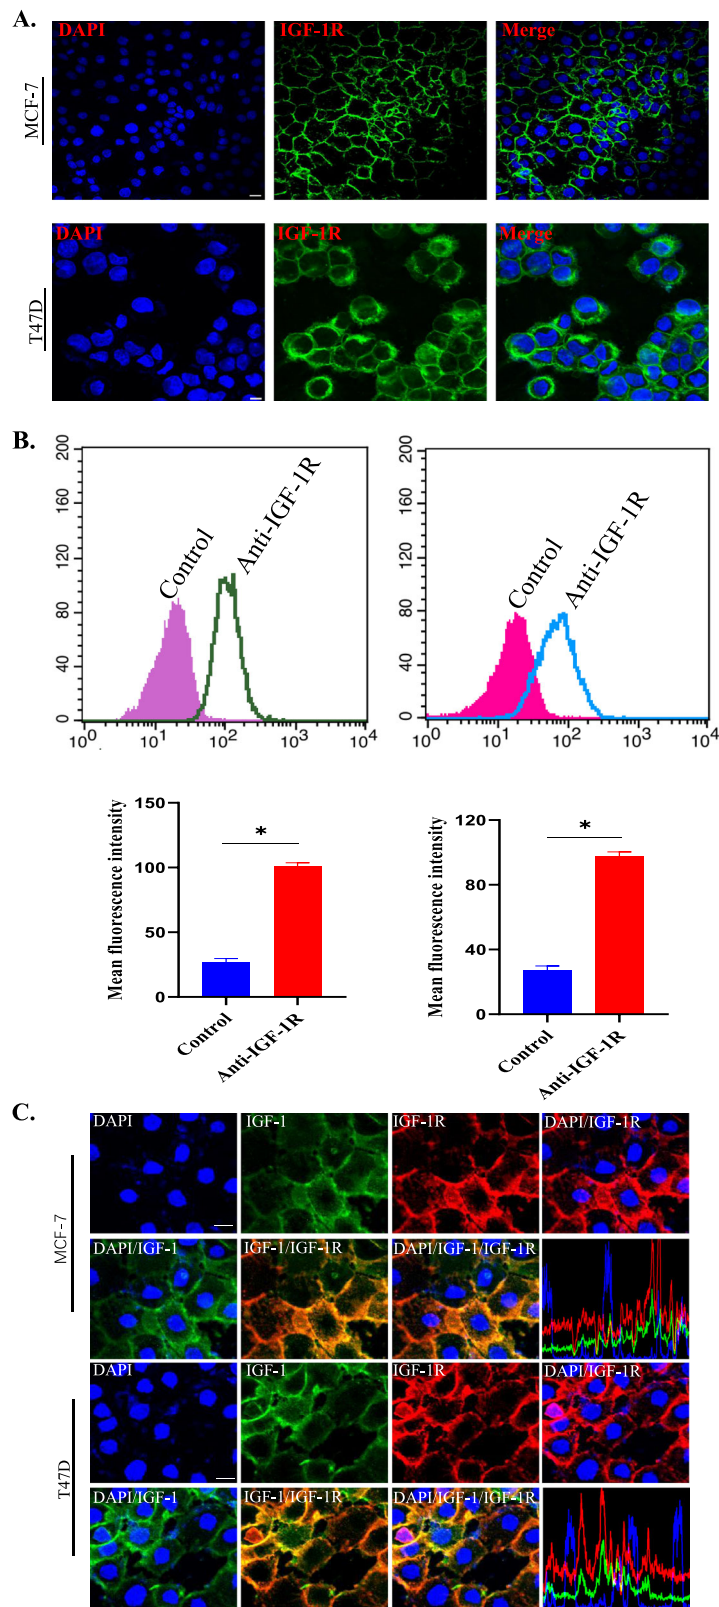 A.
DAPI
IGF-1R
Merge
MCF-7
DAPI
IGF-1R
Merge
T47D
B.
200
160
120
80
40
0
Control
Anti-IGF-1R
10⁰
10¹
10²
10³
10⁴
200
160
120
80
40
0
Control
Anti-IGF-1R
10⁰
10¹
10²
10³
10⁴
Mean fluorescence intensity
150
100
50
0
*
Control
Anti-IGF-1R
Mean fluorescence intensity
120
80
40
0
*
Control
Anti-IGF-1R
C.
MCF-7
DAPI
IGF-1
IGF-1R
DAPI/IGF-1R
DAPI/IGF-1
IGF-1/IGF-1R
DAPI/IGF-1/IGF-1R
T47D
DAPI
IGF-1
IGF-1R
DAPI/IGF-1R
DAPI/IGF-1
IGF-1/IGF-1R
DAPI/IGF-1/IGF-1R